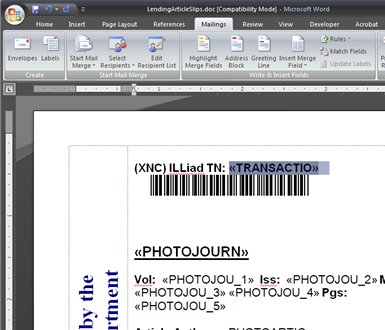 LendingArticleSlips.doc [Compatibility Mode] - Microsoft Word
Home Insert Page Layout References Mailings Review View Developer Acrobat
Envelopes Labels Start Mail Merge Select Recipients Edit Recipient List Highlight Merge Fields Address Block Greeting Line Insert Merge Field Rules Match Fields Update Labels
Create Start Mail Merge Write & Insert Fields
(XNC) ILLiad TN: «TRANSACTIO»
«PHOTOJOURN»
Vol: «PHOTOJOU_1» Iss: «PHOTOJOU_2»
«PHOTOJOU_3» «PHOTOJOU_4» Pgs:
«PHOTOJOU_5»
by the
rtment